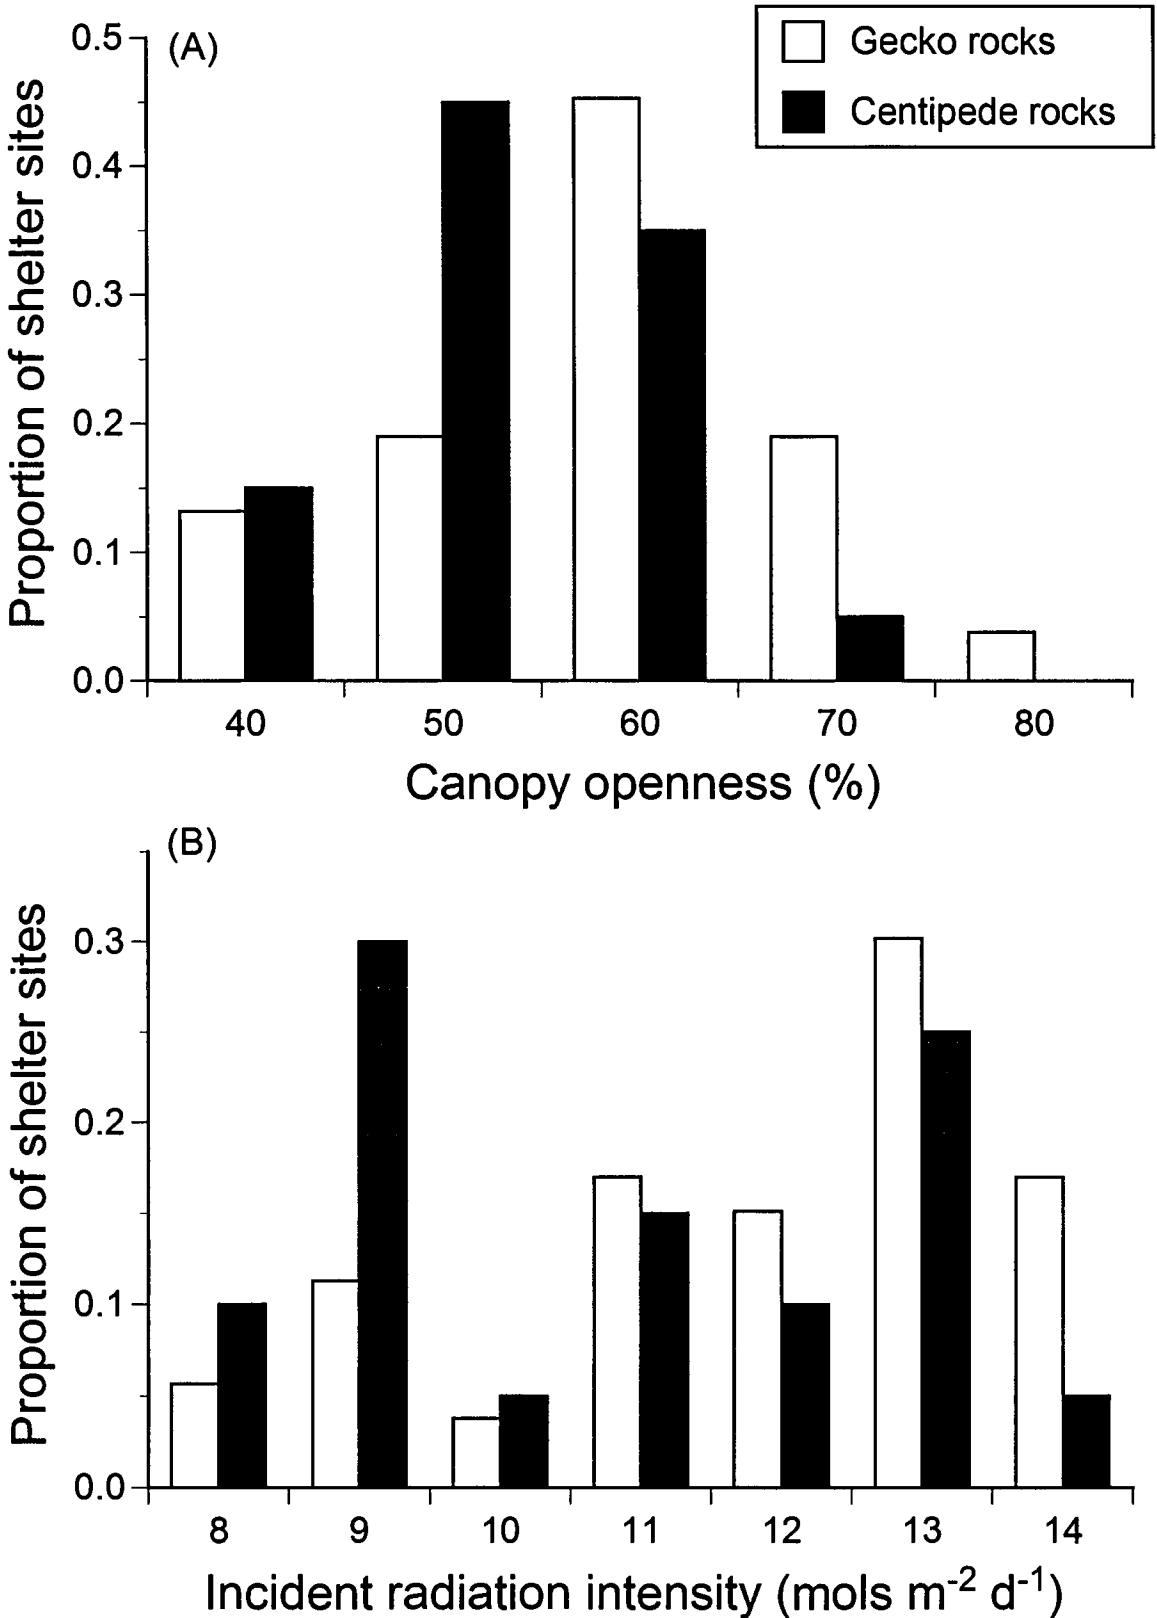 (A)
Gecko rocks
Centipede rocks
Proportion of shelter sites
0.5
0.4
0.3
0.2
0.1
0.0
40 50 60 70 80
Canopy openness (%)
(B)
Proportion of shelter sites
0.3
0.2
0.1
0.0
8 9 10 11 12 13 14
Incident radiation intensity (mols m⁻² d⁻¹)